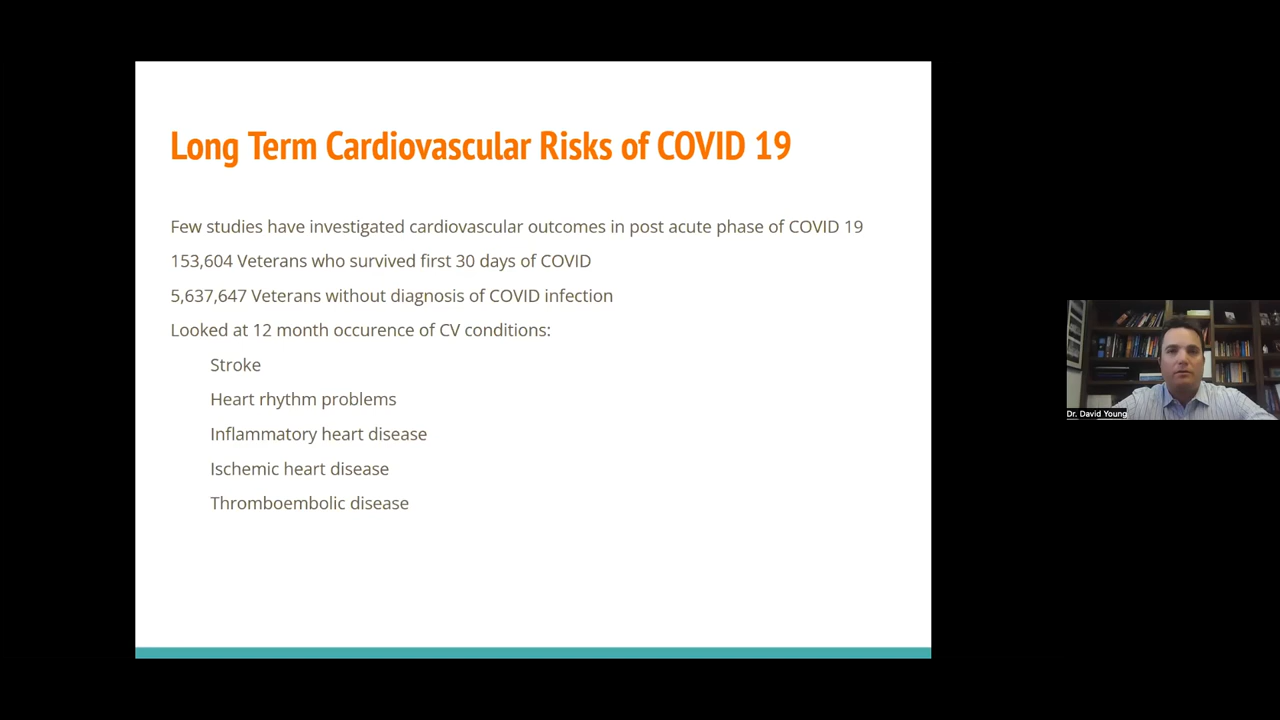 Long Term Cardiovascular Risks of COVID 19
Few studies have investigated cardiovascular outcomes in post acute phase of COVID 19
153,604 Veterans who survived first 30 days of COVID
5,637,647 Veterans without diagnosis of COVID infection
Looked at 12 month occurence of CV conditions:
Stroke
Heart rhythm problems
Inflammatory heart disease
Ischemic heart disease
Thromboembolic disease
Dr. David Young